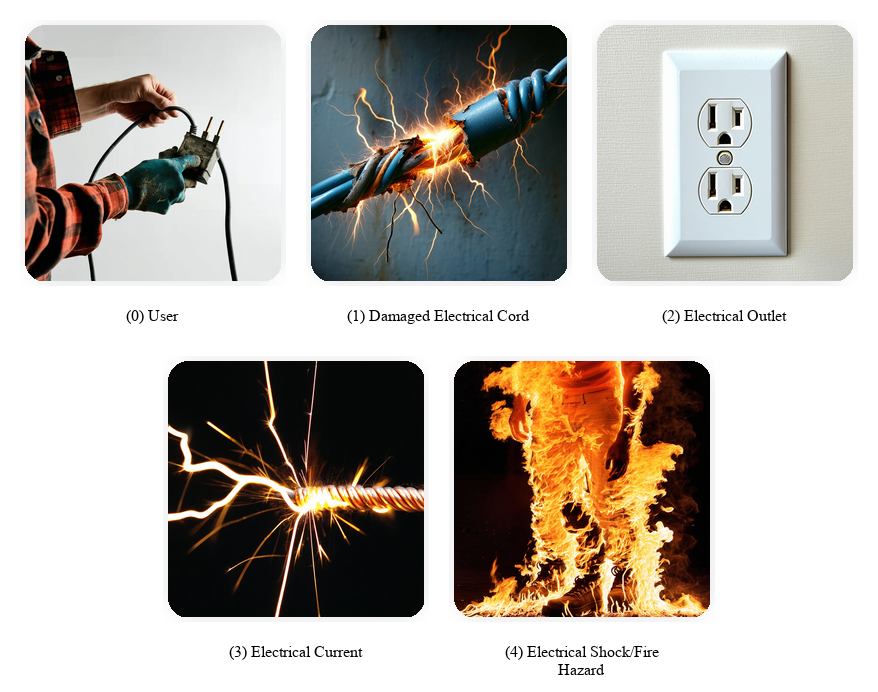 (0) User
(1) Damaged Electrical Cord
(2) Electrical Outlet
(3) Electrical Current
(4) Electrical Shock/Fire
Hazard